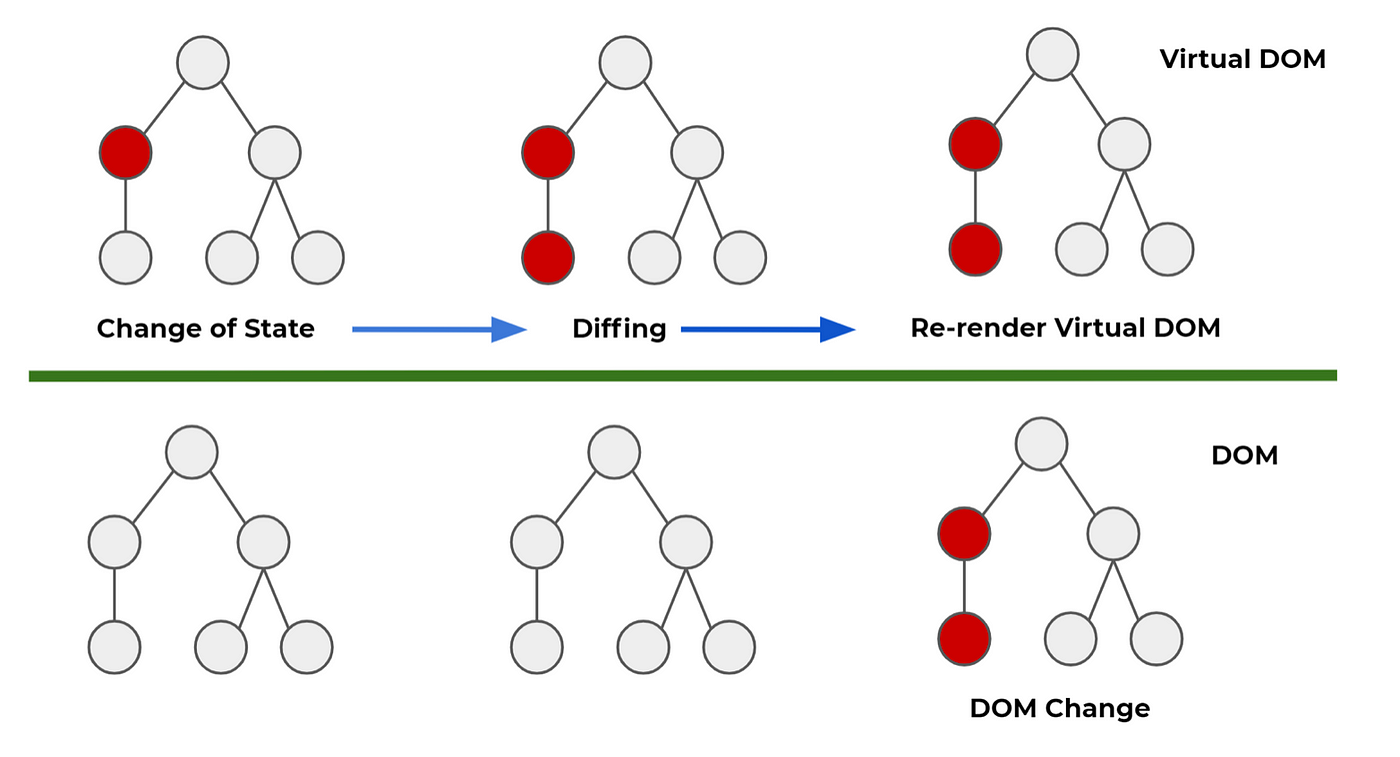 Virtual DOM
Change of State
Diffing
Re-render Virtual DOM
DOM
DOM Change